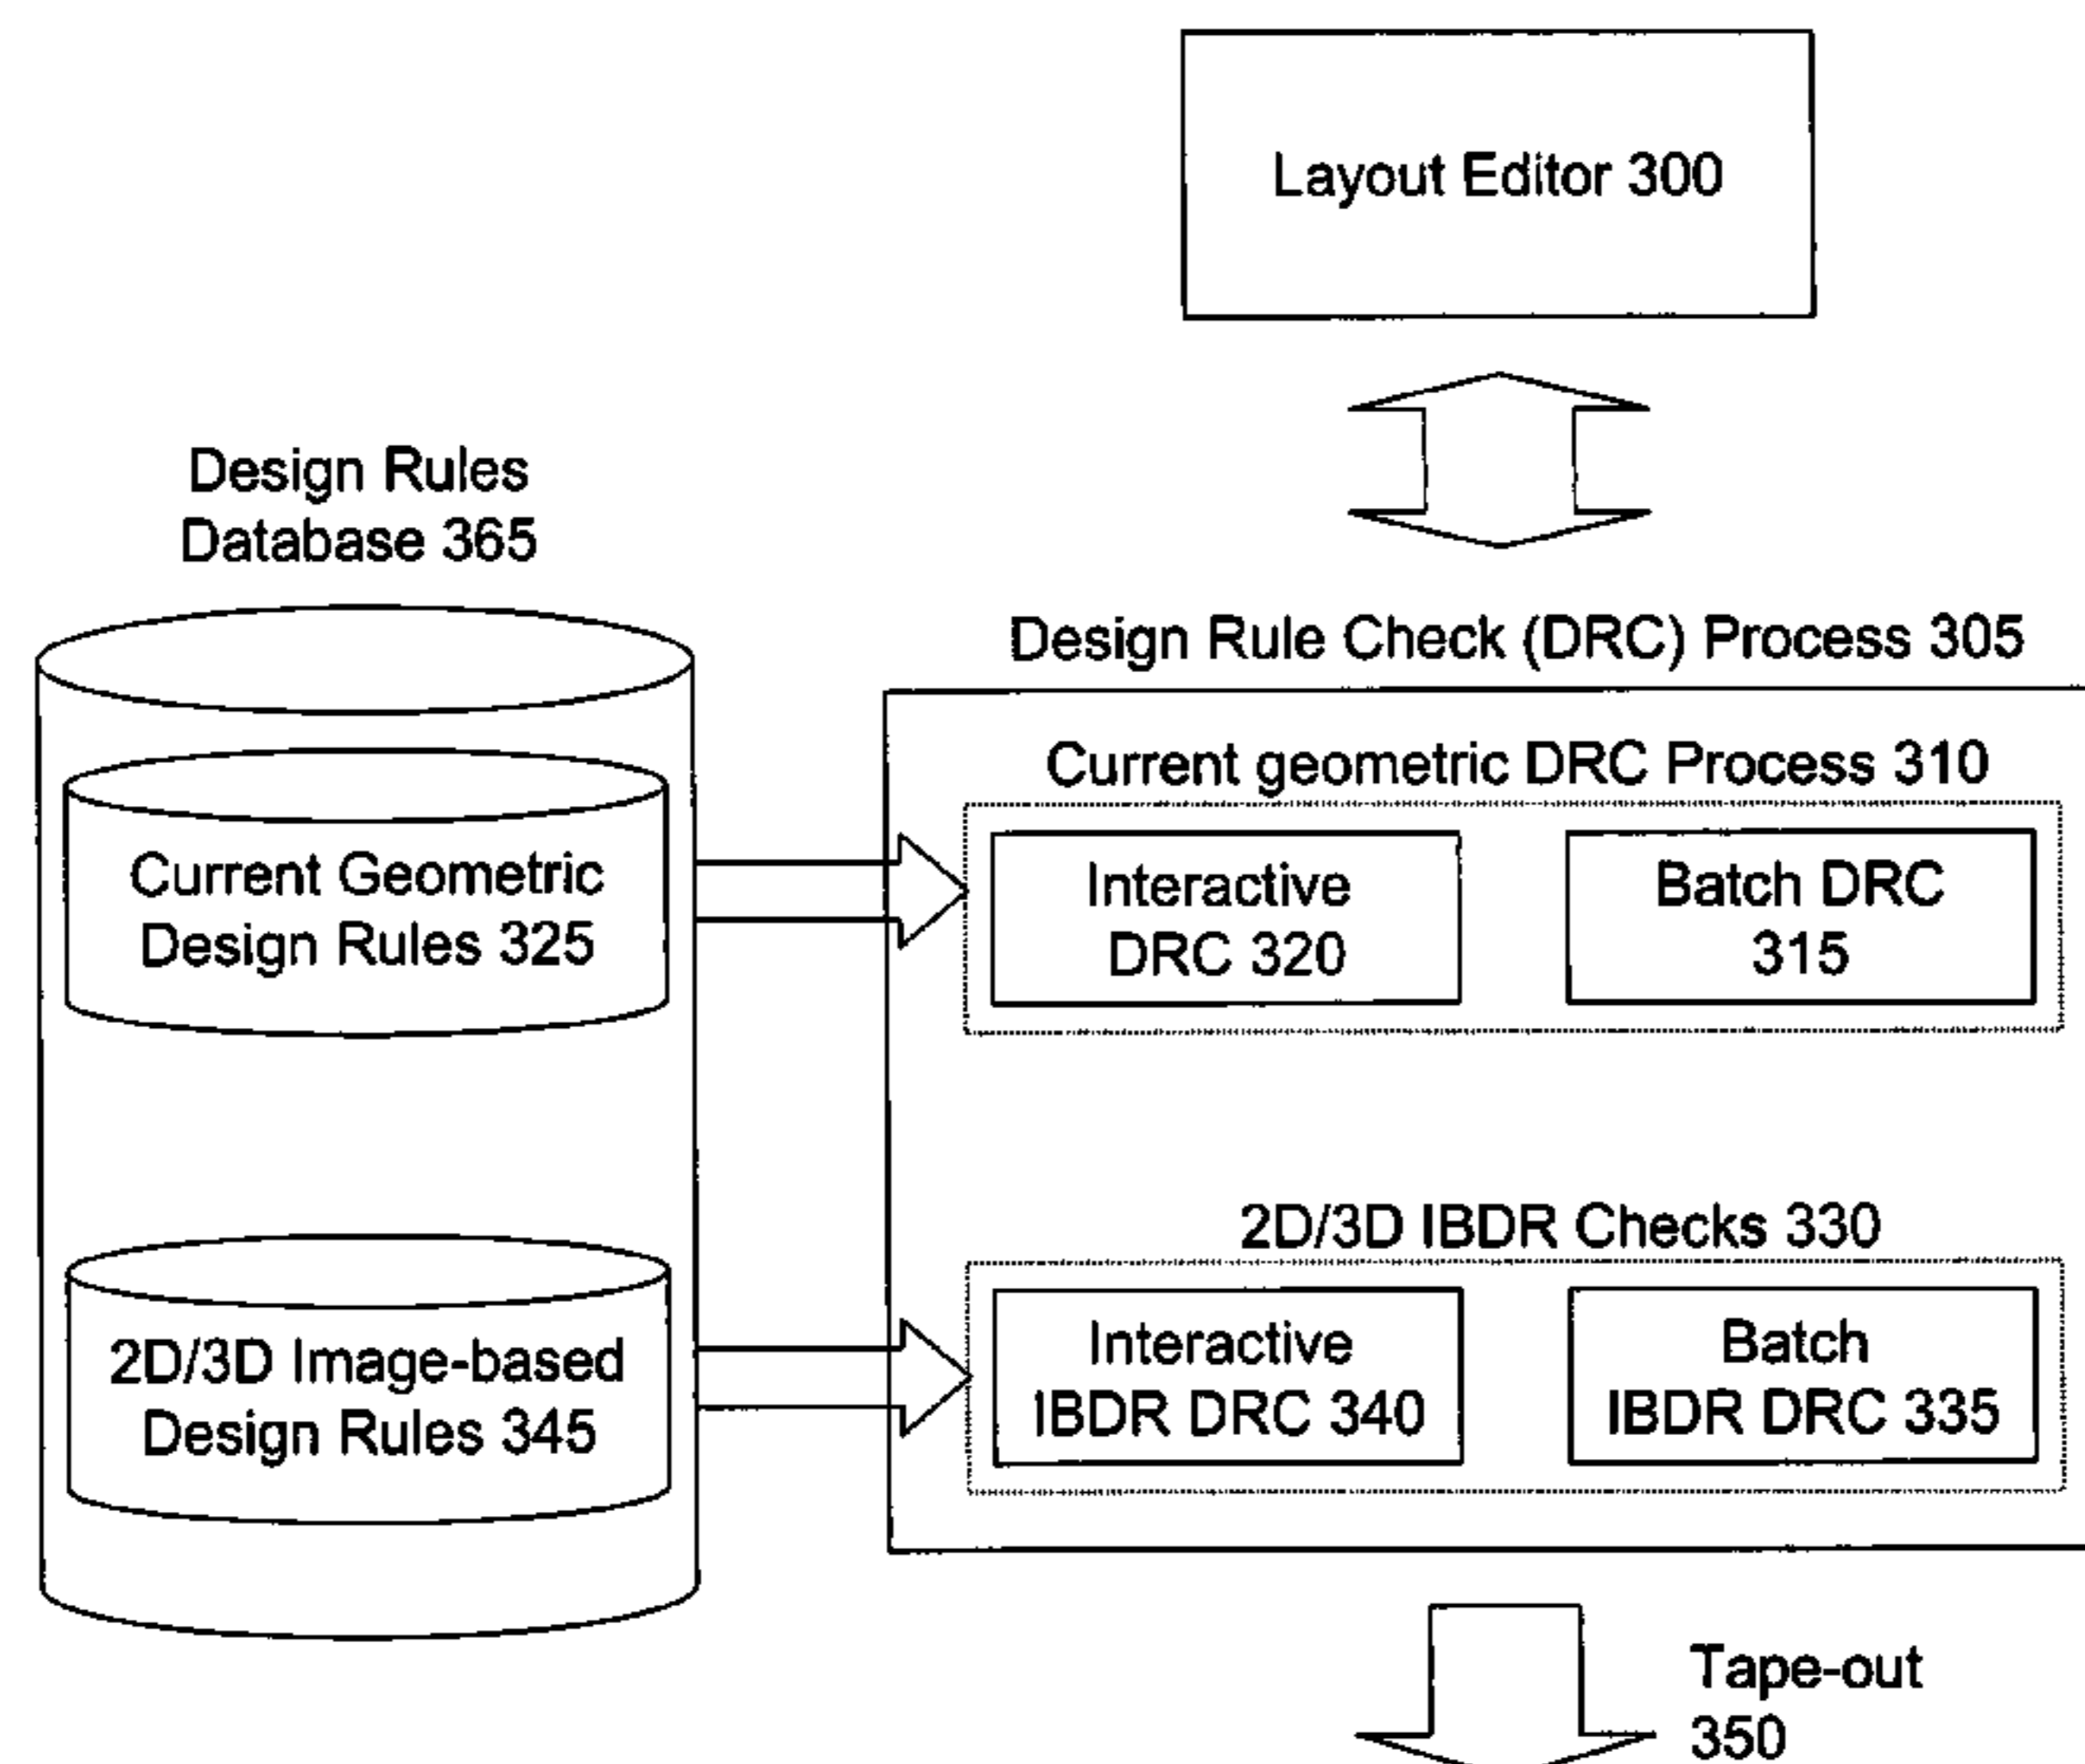 Layout Editor 300
Design Rules
Database 365
Design Rule Check (DRC) Process 305
Current geometric DRC Process 310
Current Geometric
Design Rules 325
Interactive
DRC 320
Batch DRC
315
2D/3D IBDR Checks 330
2D/3D Image-based
Design Rules 345
Interactive
IBDR DRC 340
Batch
IBDR DRC 335
Tape-out
350